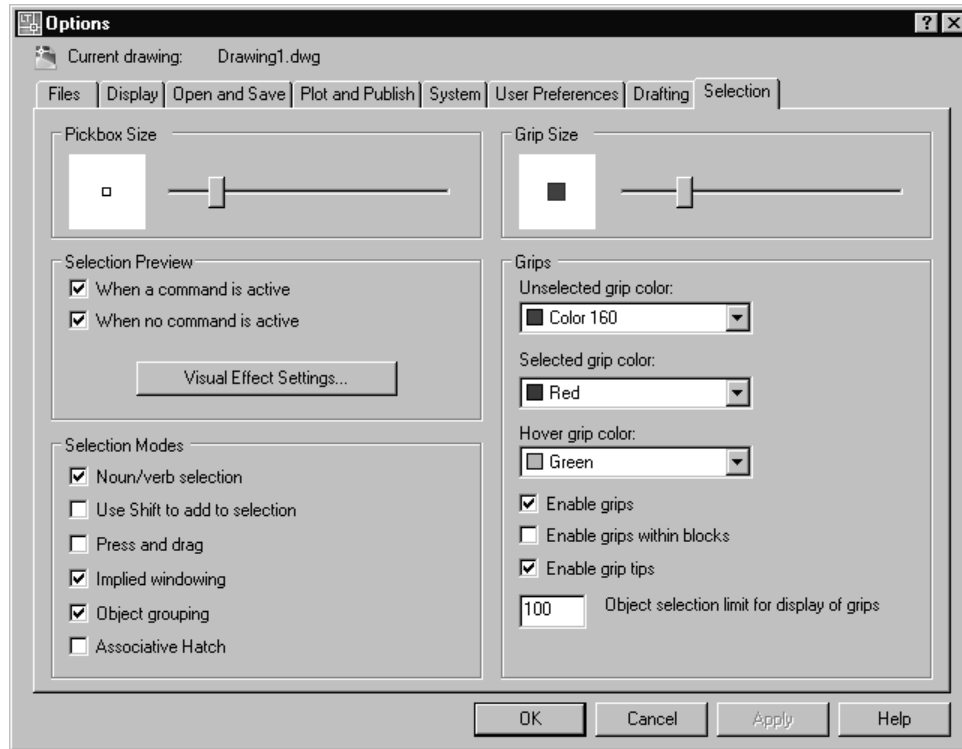 LT Options
Current drawing: Drawing1.dwg
Files Display Open and Save Plot and Publish System User Preferences Drafting Selection
Pickbox Size
Grip Size
Selection Preview
When a command is active
When no command is active
Visual Effect Settings...
Selection Modes
Noun/verb selection
Use Shift to add to selection
Press and drag
Implied windowing
Object grouping
Associative Hatch
Grips
Unselected grip color:
Color 160
Selected grip color:
Red
Hover grip color:
Green
Enable grips
Enable grips within blocks
Enable grip tips
100 Object selection limit for display of grips
OK Cancel Apply Help